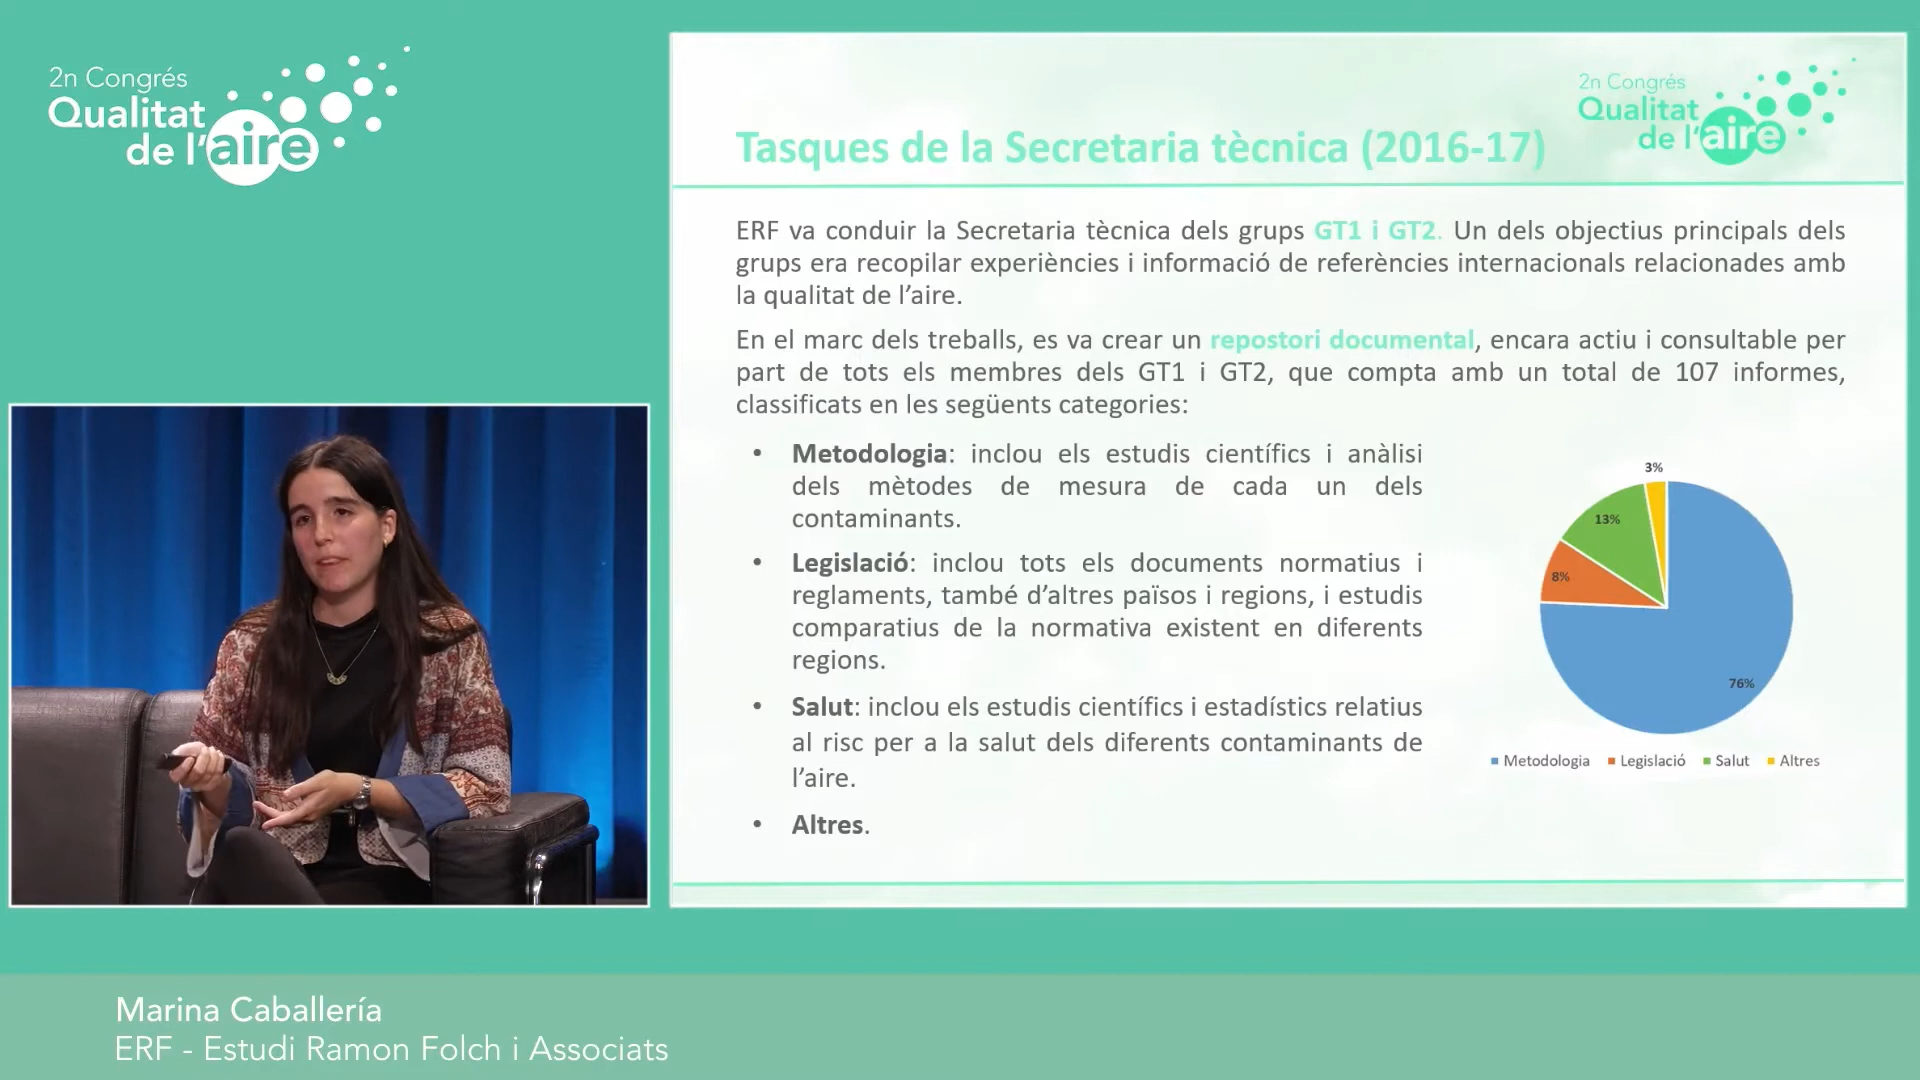 2n Congrés
Qualitat
de l'aire
2n Congrés
Qualitat
de l'aire
Tasques de la Secretaria tècnica (2016-17)
ERF va conduir la Secretaria tècnica dels grups GT1 i GT2. Un dels objectius principals dels
grups era recopilar experiències i informació de referències internacionals relacionades amb
la qualitat de l’aire.
En el marc dels treballs, es va crear un repostori documental, encara actiu i consultable per
part de tots els membres dels GT1 i GT2, que compta amb un total de 107 informes,
classificats en les següents categories:
• Metodologia: inclou els estudis científics i anàlisi
dels mètodes de mesura de cada un dels
contaminants.
• Legislació: inclou tots els documents normatius i
reglaments, també d’altres països i regions, i estudis
comparatius de la normativa existent en diferents
regions.
• Salut: inclou els estudis científics i estadístics relatius
al risc per a la salut dels diferents contaminants de
l’aire.
• Altres.
3%
13%
8%
76%
Metodologia Legislació Salut Altres
Marina Caballería
ERF - Estudi Ramon Folch i Associats